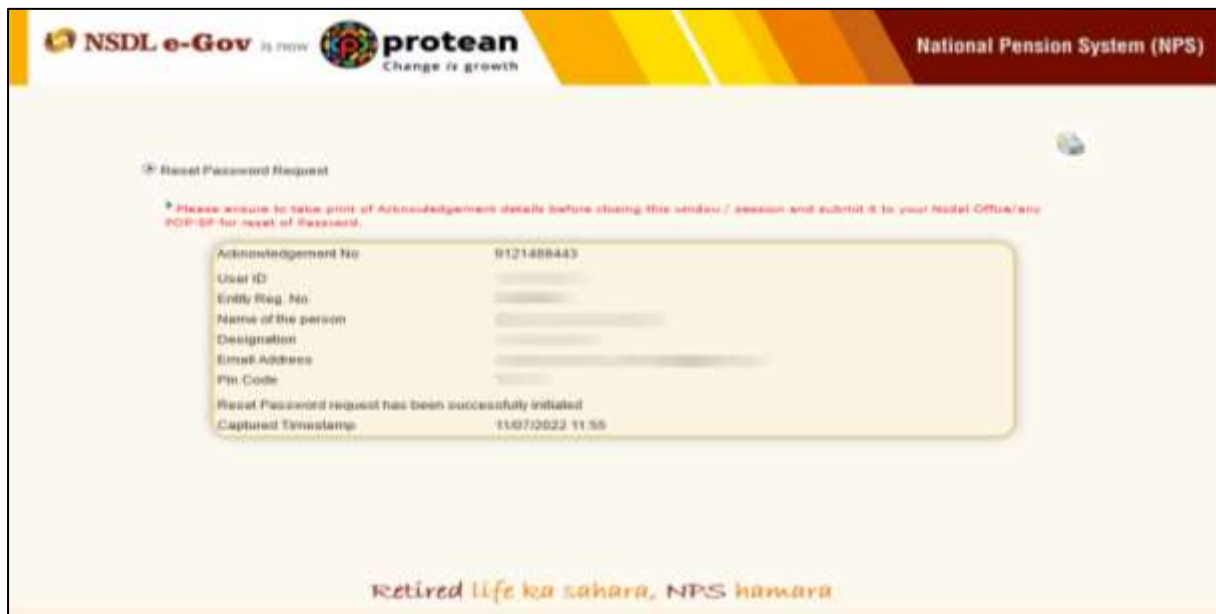 NSDL e-Gov is now protean
Change is growth
National Pension System (NPS)
Reset Password Request
Please ensure to take print of Acknowledgement details before closing this window / session and submit it to your Nodal Office/any
POP-SP for reset of Password.
Acknowledgement No 9121488443
User ID
Entity Reg. No.
Name of the person
Designation
Email Address
Pin Code
Reset Password request has been successfully initiated
Captured Timestamp 11/07/2022 11:55
Retired life ka sahara, NPS hamara